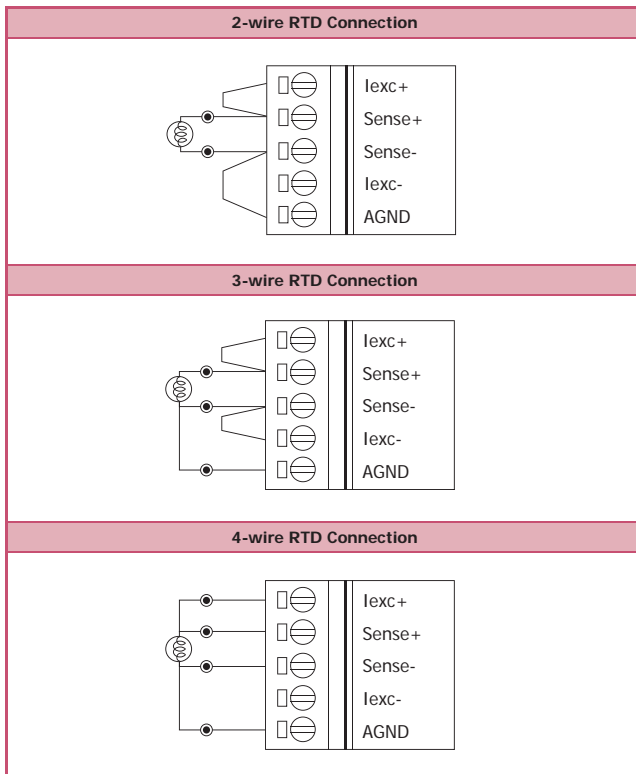 2-wire RTD Connection
Iexc+
Sense+
Sense-
Iexc-
AGND
3-wire RTD Connection
Iexc+
Sense+
Sense-
Iexc-
AGND
4-wire RTD Connection
Iexc+
Sense+
Sense-
Iexc-
AGND